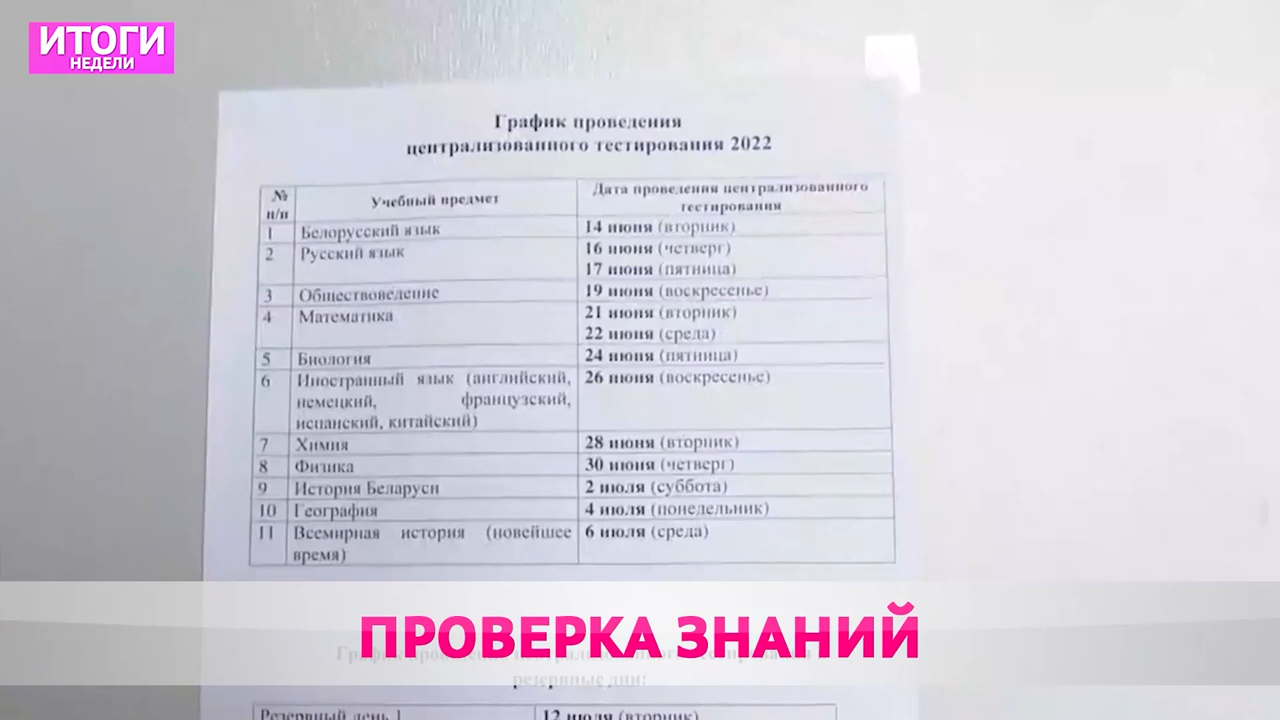 ИТОГИ
НЕДЕЛИ
График проведения
централизованного тестирования 2022
№ п/п Учебный предмет Дата проведения централизованного тестирования
1 Белорусский язык 14 июня (вторник)
2 Русский язык 16 июня (четверг)
17 июня (пятница)
3 Обществоведение 19 июня (воскресенье)
4 Математика 21 июня (вторник)
22 июня (среда)
5 Биология 24 июня (пятница)
6 Иностранный язык (английский, 26 июня (воскресенье)
немецкий, французский,
испанский, китайский)
7 Химия 28 июня (вторник)
8 Физика 30 июня (четверг)
9 История Беларуси 2 июля (суббота)
10 География 4 июля (понедельник)
11 Всемирная история (новейшее 6 июля (среда)
время)
ПРОВЕРКА ЗНАНИЙ
График проведения централизованного тестирования в
резервные дни:
Резервный день 1 12 июля (вторник)